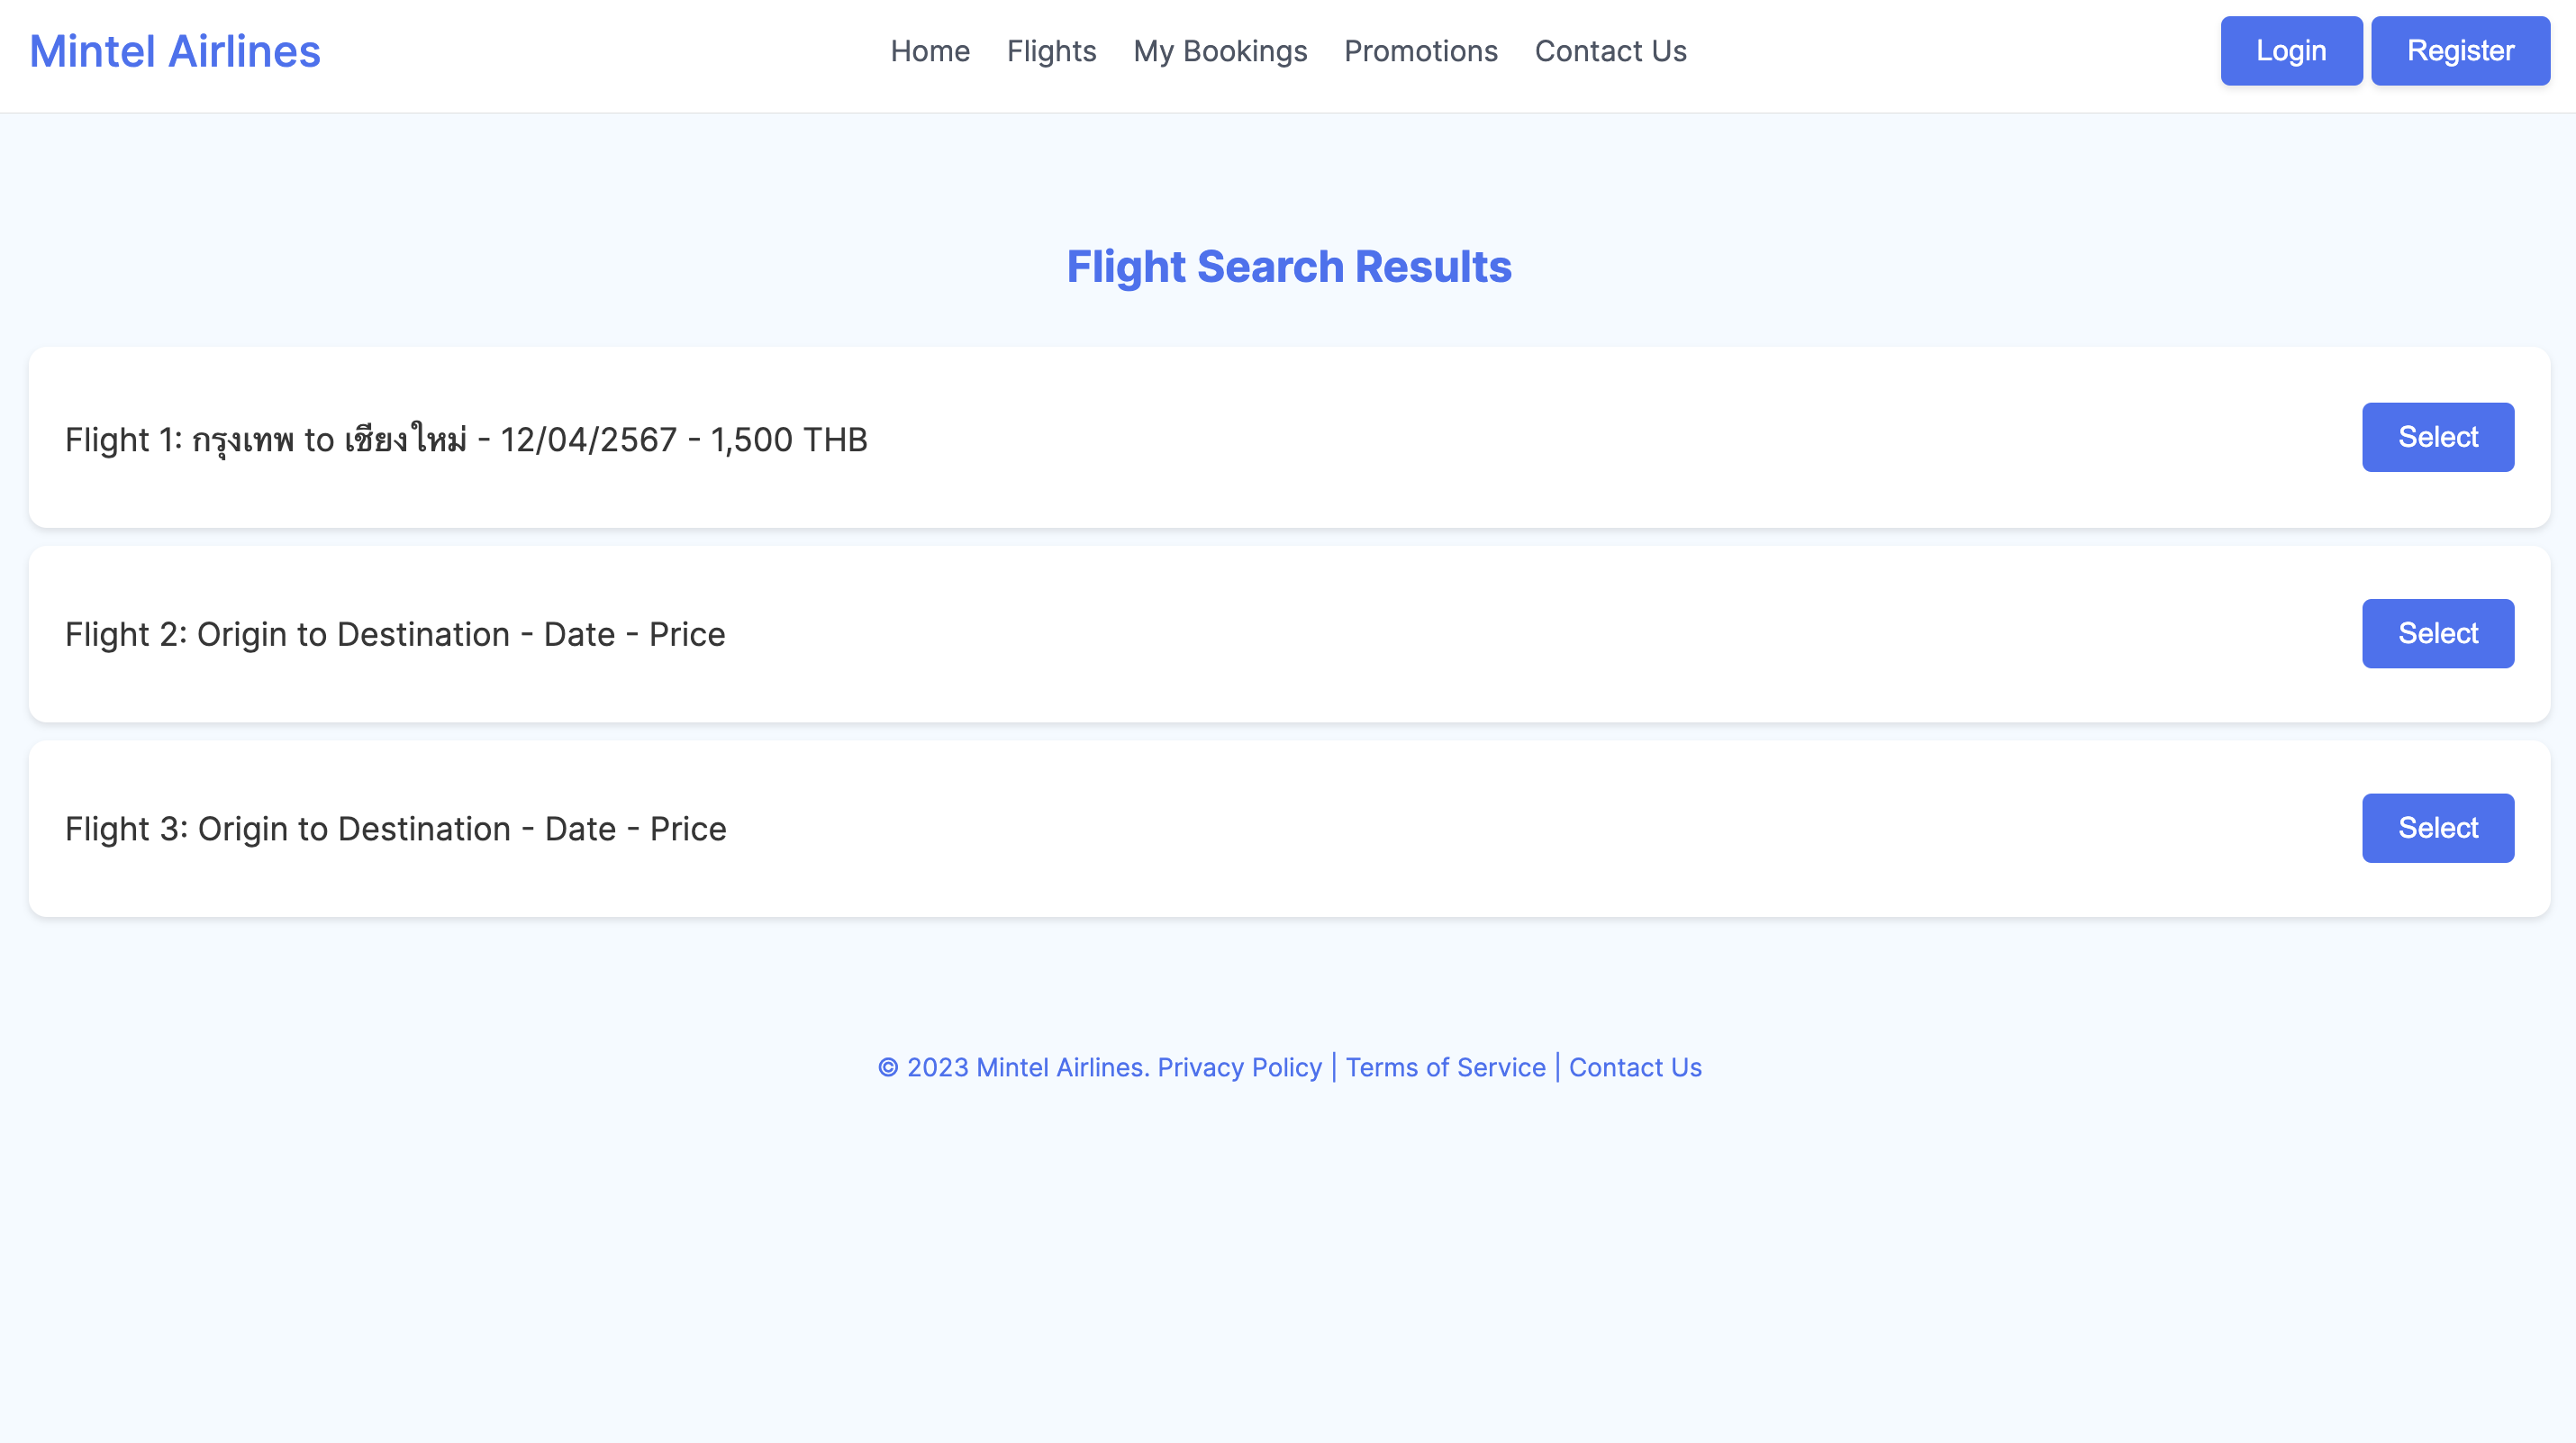 Mintel Airlines
Home Flights My Bookings Promotions Contact Us
Login Register
Flight Search Results
Flight 1: กรุงเทพ to เชียงใหม่ - 12/04/2567 - 1,500 THB
Select
Flight 2: Origin to Destination - Date - Price
Select
Flight 3: Origin to Destination - Date - Price
Select
© 2023 Mintel Airlines. Privacy Policy | Terms of Service | Contact Us